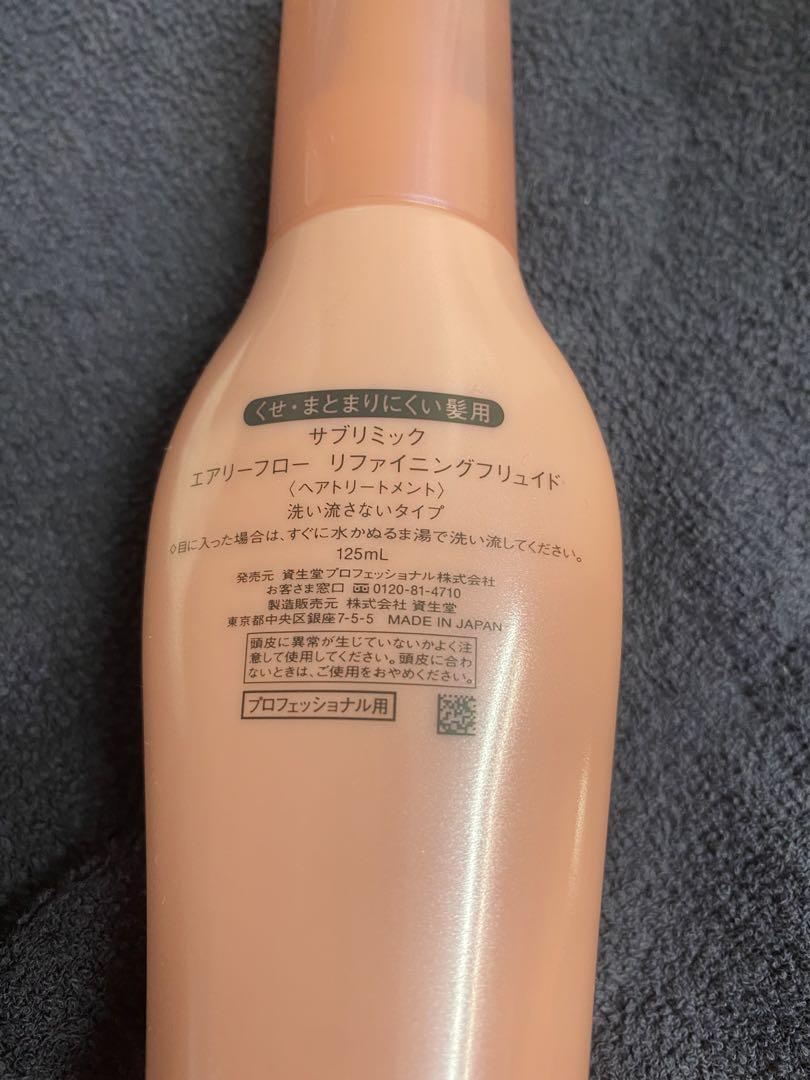 くせ・まとまりにくい髪用
サブリミック
エアリーフロー リファイニングフリュイド
〈ヘアトリートメント〉
洗い流さないタイプ
◇目に入った場合は、すぐに水かぬるま湯で洗い流してください。
125mL
発売元 資生堂プロフェッショナル株式会社
お客さま窓口 0120-81-4710
製造販売元 株式会社 資生堂
東京都中央区銀座7-5-5 MADE IN JAPAN
頭皮に異常が生じていないかよく注
意して使用してください。頭皮に合わ
ないときは、ご使用をおやめください。
プロフェッショナル用